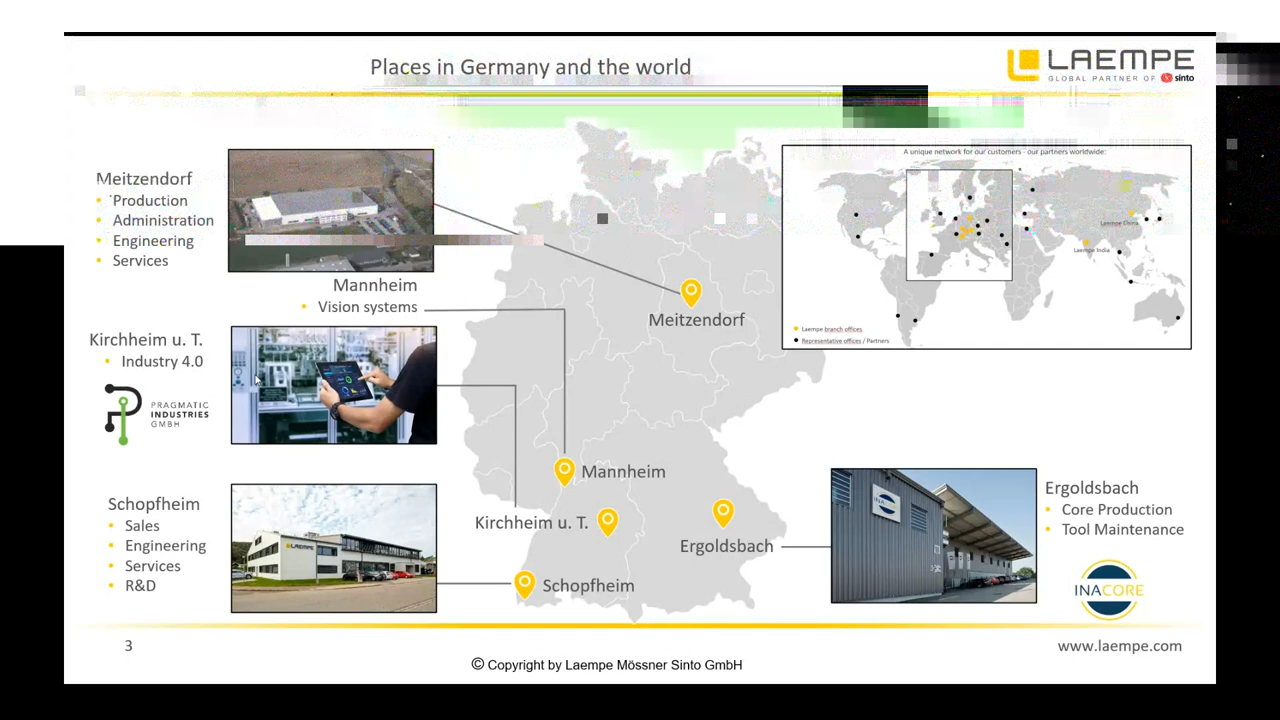 Places in Germany and the world
LAEMPE
GLOBAL PARTNER OF sinto
A unique network for our customers - our partners worldwide:
Laempe China
Laempe India
Laempe branch offices
Representative offices / Partners
Meitzendorf
Production
Administration
Engineering
Services
Mannheim
Vision systems
Kirchheim u. T.
Industry 4.0
PRAGMATIC
INDUSTRIES
GMBH
Schopfheim
Sales
Engineering
Services
R&D
LAEMPE
Meitzendorf
Mannheim
Kirchheim u. T.
Ergoldsbach
Schopfheim
INA
Ergoldsbach
Core Production
Tool Maintenance
INACORE
3
www.laempe.com
© Copyright by Laempe Mössner Sinto GmbH